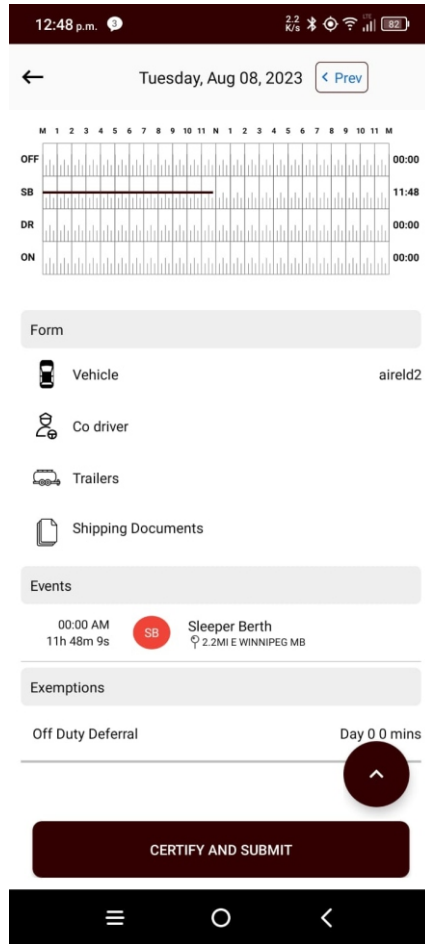 12:48 p.m. 3 2.2 K/s LTE 82
Tuesday, Aug 08, 2023 Prev
M 1 2 3 4 5 6 7 8 9 10 11 N 1 2 3 4 5 6 7 8 9 10 11 M
OFF 00:00
SB 11:48
DR 00:00
ON 00:00
Form
Vehicle aireld2
Co driver
Trailers
Shipping Documents
Events
00:00 AM SB Sleeper Berth
11h 48m 9s 2.2MI E WINNIPEG MB
Exemptions
Off Duty Deferral Day 0 0 mins
CERTIFY AND SUBMIT